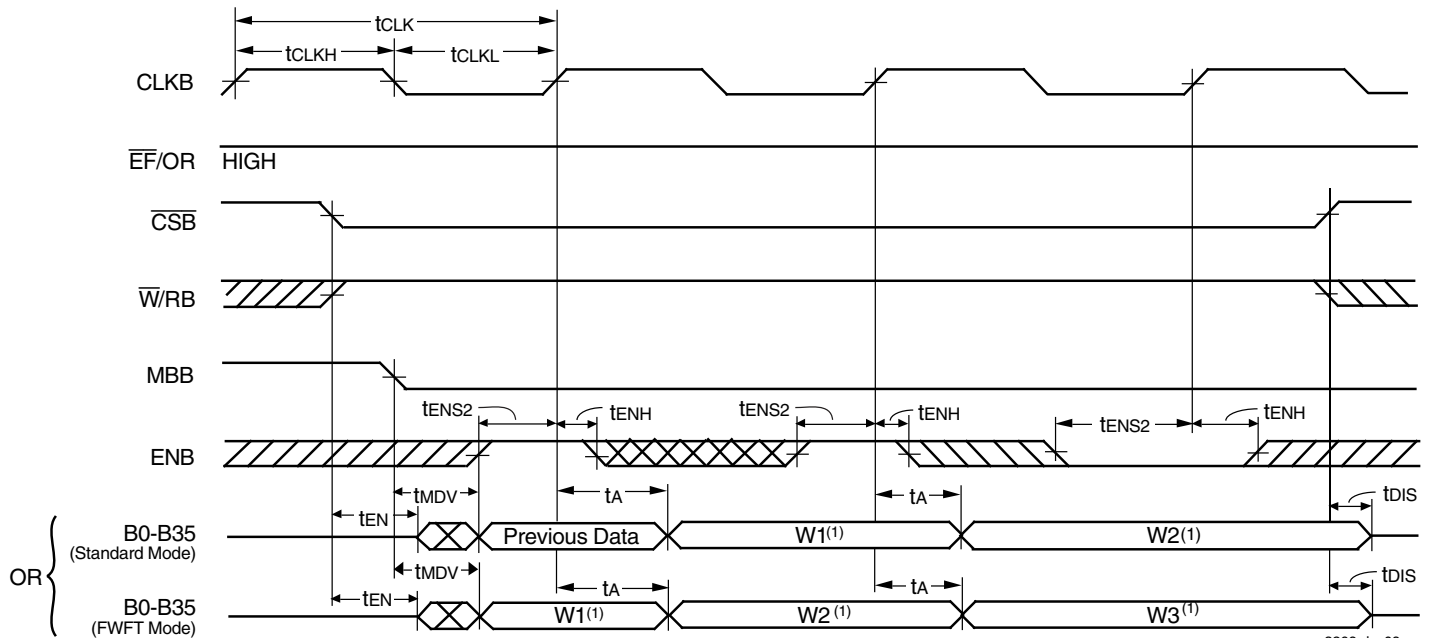 tCLK
tCLKH
tCLKL
CLKB
EF/OR HIGH
CSB
W/RB
MBB
tENS2
tENH
tENS2
tENH
tENS2
tENH
ENB
tMDV
tA
tA
tDIS
tEN
B0-B35
(Standard Mode)
Previous Data
W1(1)
W2(1)
OR
tMDV
tA
tA
tDIS
tEN
B0-B35
(FWFT Mode)
W1(1)
W2(1)
W3(1)